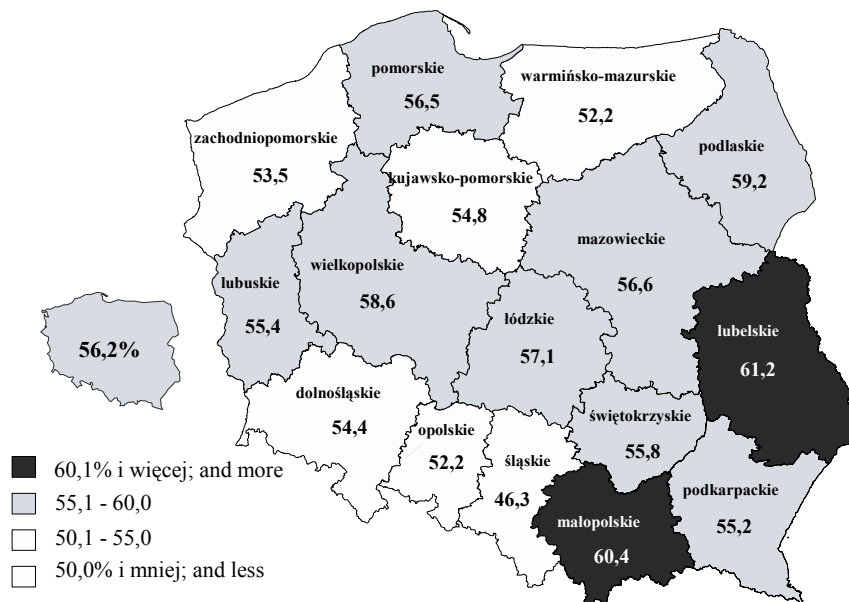 pomorskie
56,5
warmińsko-mazurskie
52,2
zachodniopomorskie
53,5
kujawsko-pomorskie
54,8
podlaskie
59,2
mazowieckie
56,6
wielkopolskie
58,6
lubuskie
55,4
łódzkie
57,1
lubelskie
61,2
56,2%
dolnośląskie
54,4
opolskie
52,2
śląskie
46,3
świętokrzyskie
55,8
małopolskie
60,4
podkarpackie
55,2
60,1% i więcej; and more
55,1 - 60,0
50,1 - 55,0
50,0% i mniej; and less